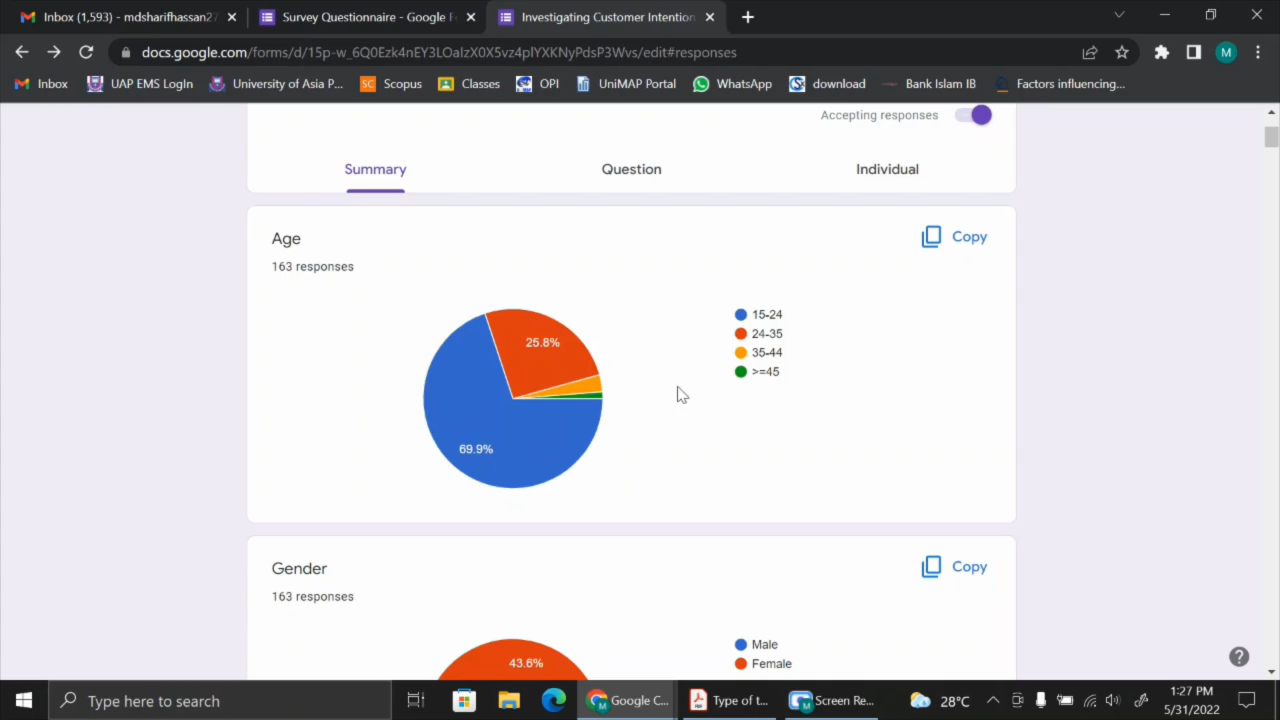 Inbox (1,593) - mdsharifhassan27
Survey Questionnaire - Google Fo
Investigating Customer Intention
docs.google.com/forms/d/15p-w_6Q0Ezk4nEY3LOaIzX0X5vz4plYXKNyPdsP3Wvs/edit#responses
M
Inbox
UAP EMS LogIn
University of Asia P...
SC Scopus
Classes
OPI
UniMAP Portal
WhatsApp
download
Bank Islam IB
Factors influencing...
Accepting responses
Summary
Question
Individual
Age
Copy
163 responses
15-24
24-35
35-44
>=45
25.8%
69.9%
Gender
Copy
163 responses
Male
Female
43.6%
Type here to search
Google C...
Type of t...
Screen Re...
28°C
1:27 PM
5/31/2022